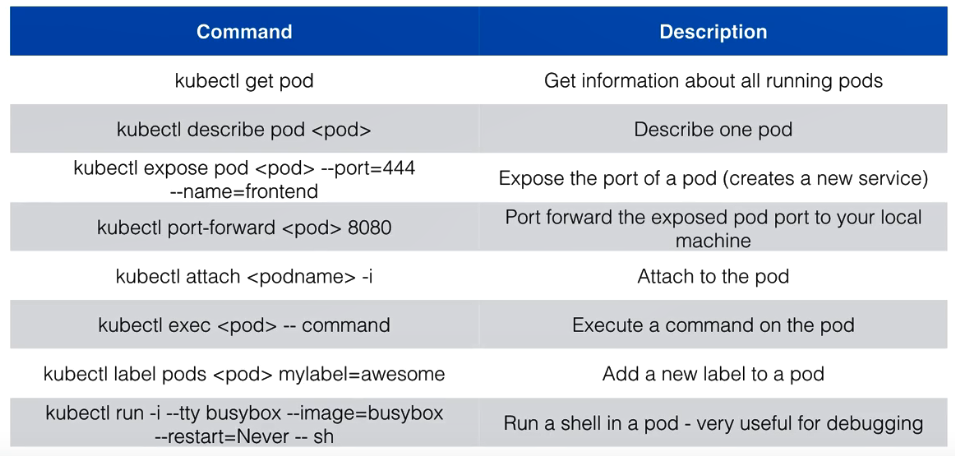 Command Description
kubectl get pod Get information about all running pods
kubectl describe pod <pod> Describe one pod
kubectl expose pod <pod> --port=444
--name=frontend
Expose the port of a pod (creates a new service)
kubectl port-forward <pod> 8080
Port forward the exposed pod port to your local
machine
kubectl attach <podname> -i Attach to the pod
kubectl exec <pod> -- command Execute a command on the pod
kubectl label pods <pod> mylabel=awesome Add a new label to a pod
kubectl run -i --tty busybox --image=busybox
--restart=Never -- sh
Run a shell in a pod - very useful for debugging